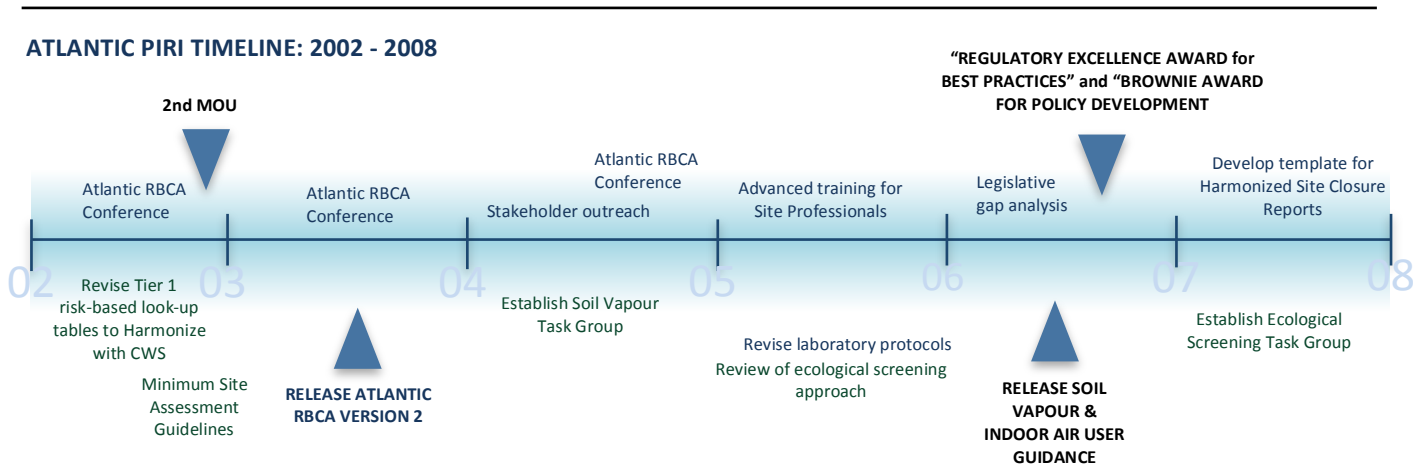 ATLANTIC PIRI TIMELINE: 2002 - 2008
“REGULATORY EXCELLENCE AWARD for
BEST PRACTICES” and “BROWNIE AWARD
FOR POLICY DEVELOPMENT
2nd MOU
Atlantic RBCA
Conference
Atlantic RBCA
Conference
Atlantic RBCA
Conference
Stakeholder outreach
Advanced training for
Site Professionals
Legislative
gap analysis
Develop template for
Harmonized Site Closure
Reports
02
03
04
05
06
07
08
Revise Tier 1
risk-based look-up
tables to Harmonize
with CWS
Minimum Site
Assessment
Guidelines
RELEASE ATLANTIC
RBCA VERSION 2
Establish Soil Vapour
Task Group
Revise laboratory protocols
Review of ecological screening
approach
RELEASE SOIL
VAPOUR &
INDOOR AIR USER
GUIDANCE
Establish Ecological
Screening Task Group